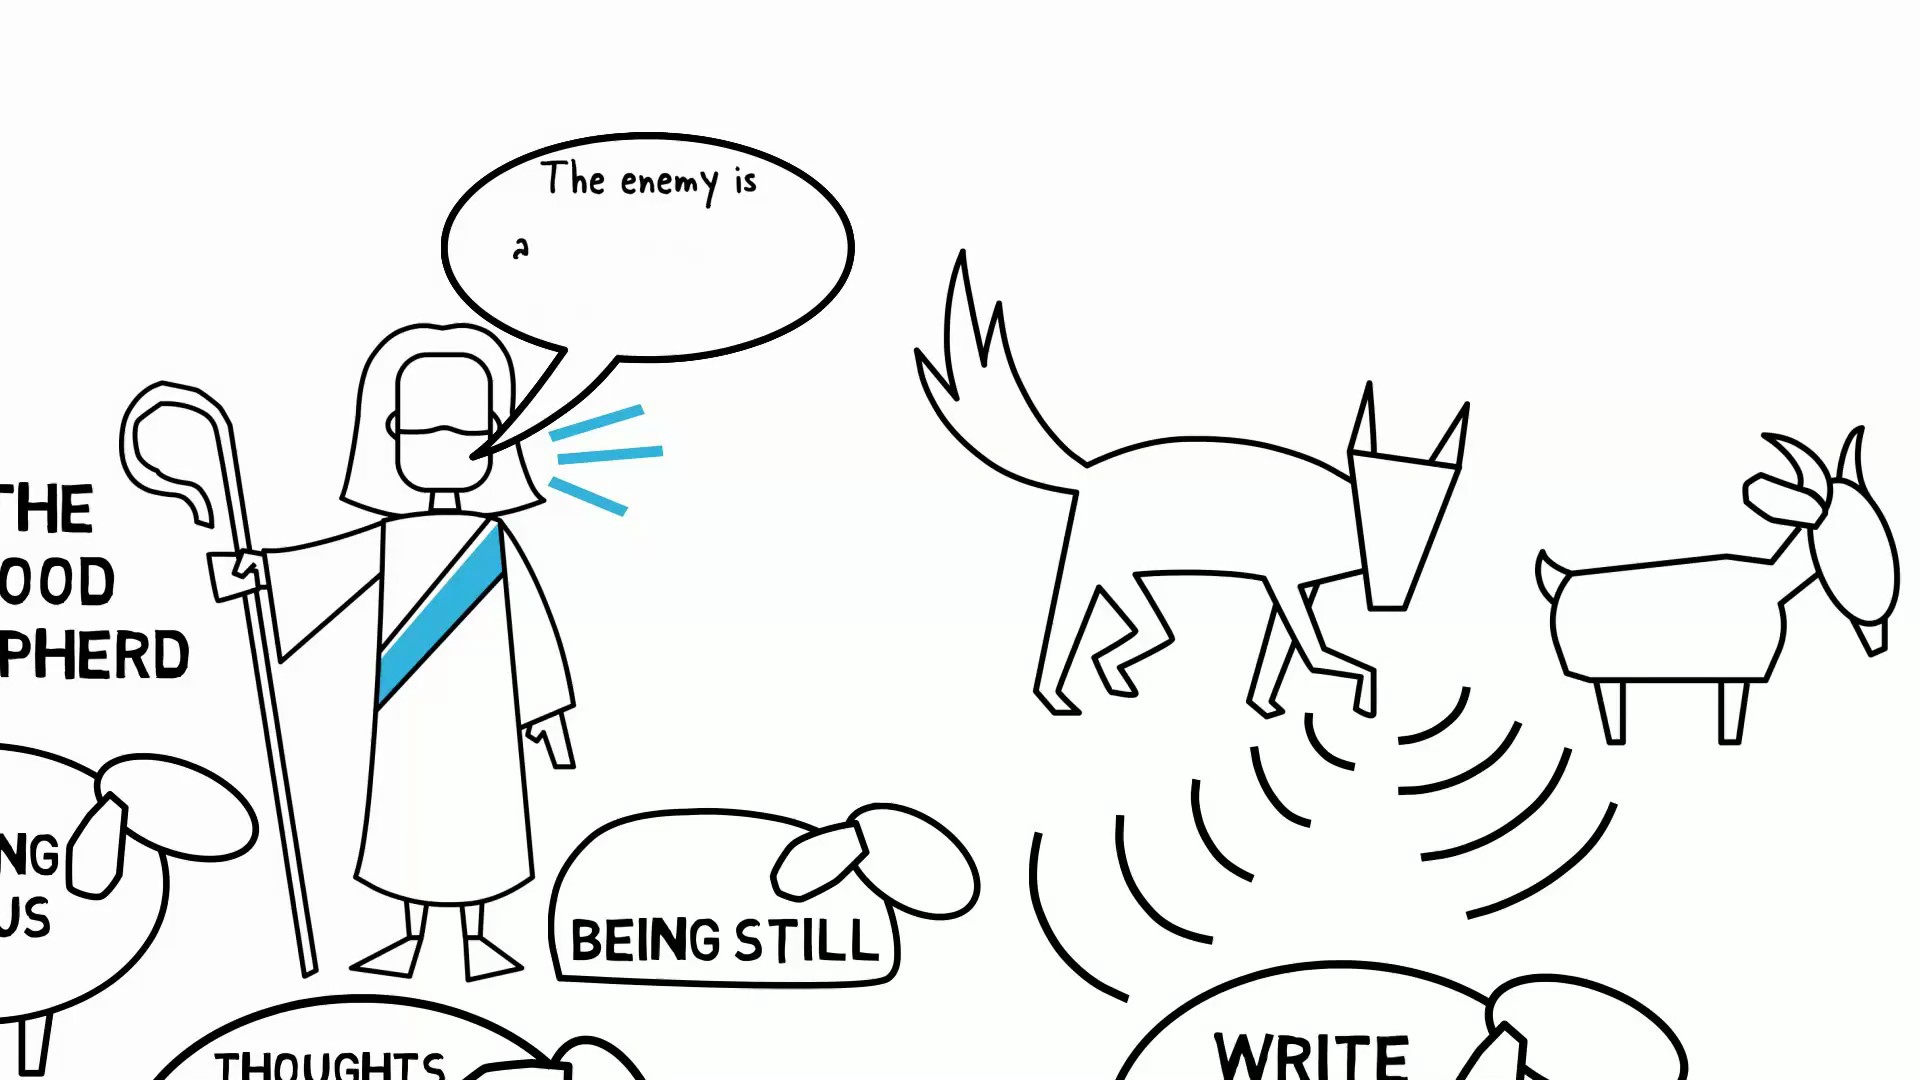 The enemy is
a
THE
OOD
PHERD
NG
US
BEING STILL
THOUGHTS
WRITE